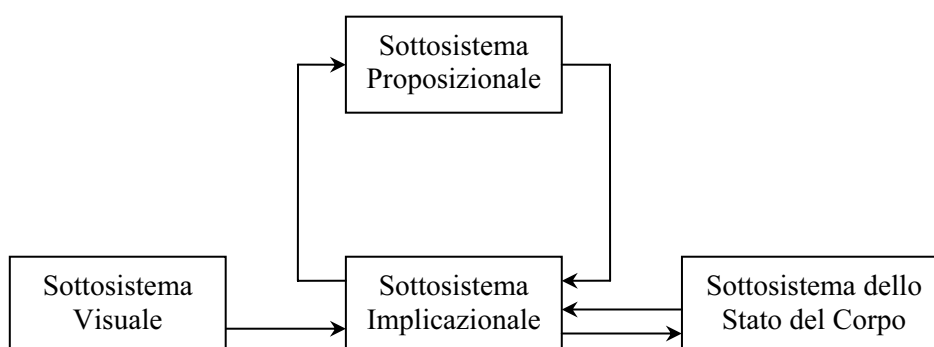 Sottosistema
Proposizionale
Sottosistema
Visuale
Sottosistema
Implicazionale
Sottosistema dello
Stato del Corpo